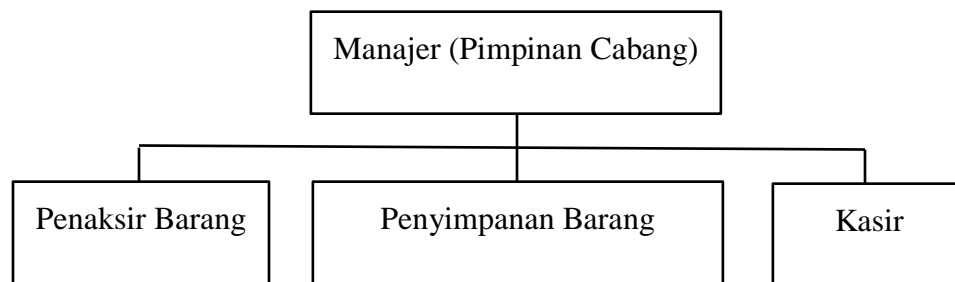 Manajer (Pimpinan Cabang)
Penaksir Barang
Penyimpanan Barang
Kasir